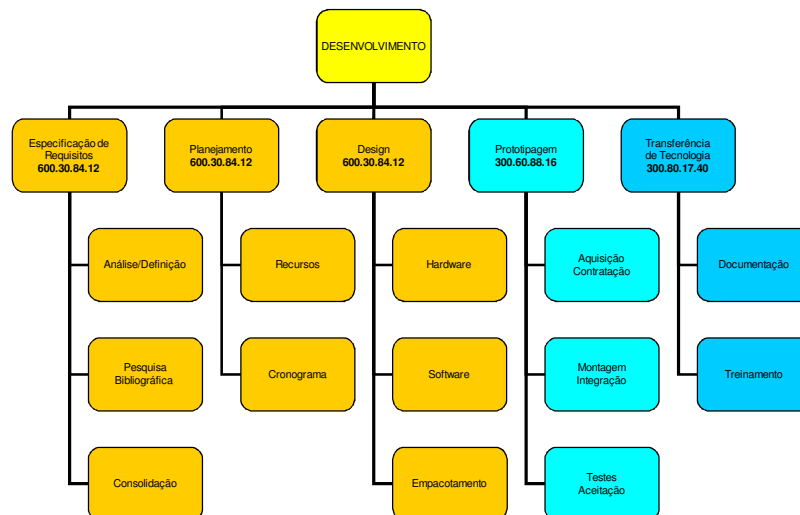 DESENVOLVIMENTO
Especificação de
Requisitos
600.30.84.12
Planejamento
600.30.84.12
Design
600.30.84.12
Prototipagem
300.60.88.16
Transferência
de Tecnologia
300.80.17.40
Análise/Definição
Recursos
Hardware
Aquisição
Contratação
Documentação
Pesquisa
Bibliográfica
Cronograma
Software
Montagem
Integração
Treinamento
Consolidação
Empacotamento
Testes
Aceitação